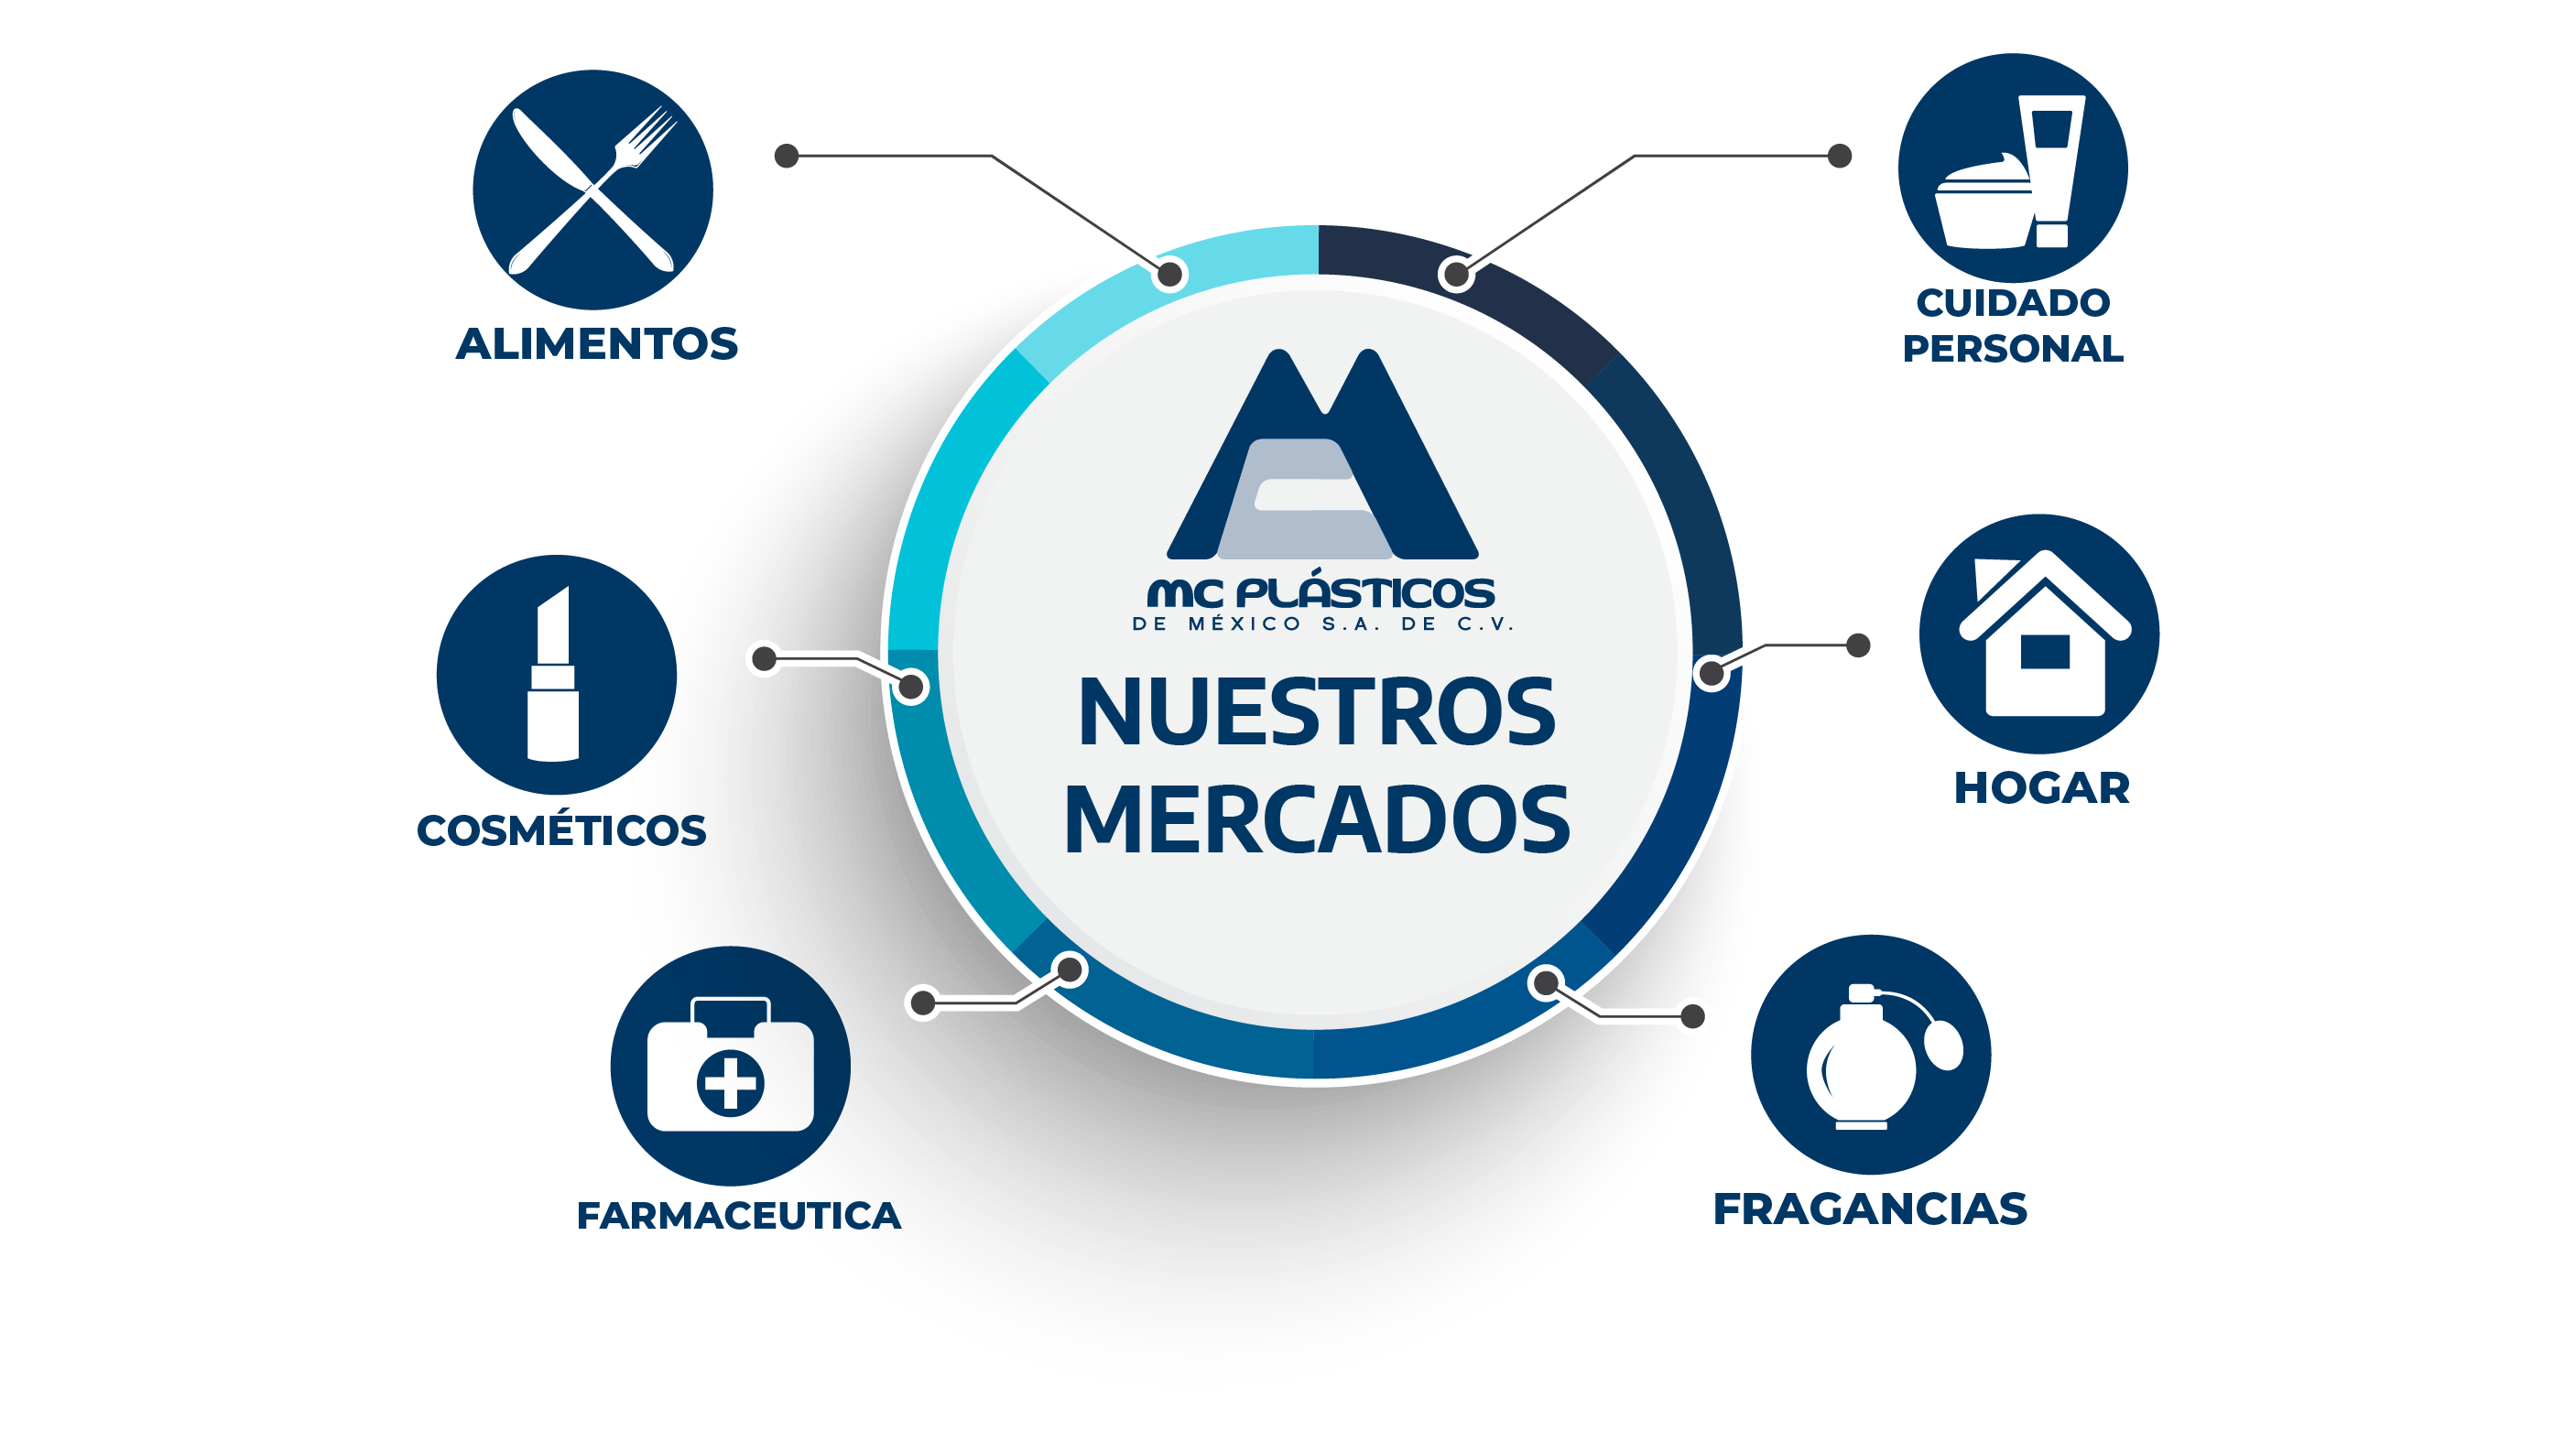 ALIMENTOS
CUIDADO
PERSONAL
MC PLÁSTICOS
DE MÉXICO S.A. DE C.V.
NUESTROS
MERCADOS
COSMÉTICOS
HOGAR
FARMACEUTICA
FRAGANCIAS